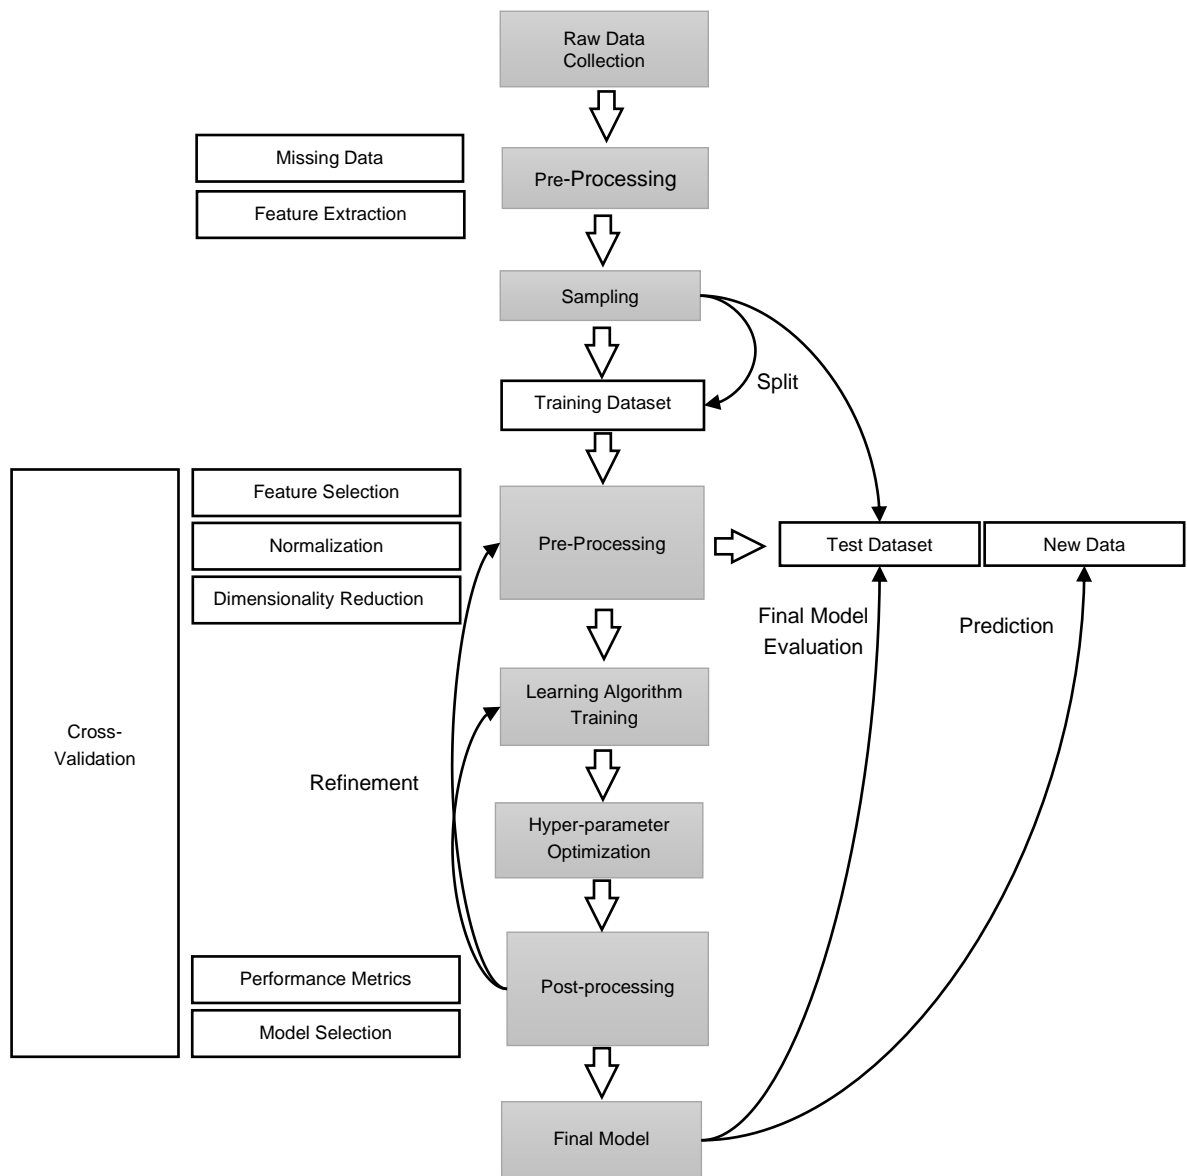 Raw Data
Collection
Missing Data
Pre-Processing
Feature Extraction
Sampling
Split
Training Dataset
Feature Selection
Normalization
Dimensionality Reduction
Pre-Processing
Test Dataset
New Data
Final Model
Evaluation
Prediction
Learning Algorithm
Training
Cross-
Validation
Refinement
Hyper-parameter
Optimization
Performance Metrics
Model Selection
Post-processing
Final Model